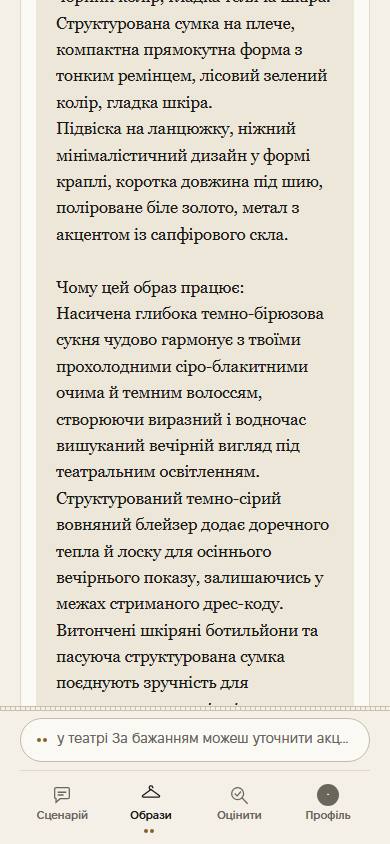 Структурована сумка на плече,
компактна прямокутна форма з
тонким ремінцем, лісовий зелений
колір, гладка шкіра.
Підвіска на ланцюжку, ніжний
мінімалістичний дизайн у формі
краплі, коротка довжина під шию,
поліроване біле золото, метал з
акцентом із сапфірового скла.
Чому цей образ працює:
Насичена глибока темно-бірюзова
сукня чудово гармонує з твоїми
прохолодними сіро-блакитними
очима й темним волоссям,
створюючи виразний і водночас
вишуканий вечірній вигляд під
театральним освітленням.
Структурований темно-сірий
вовняний блейзер додає доречного
тепла й лоску для осіннього
вечірнього показу, залишаючись у
межах стриманого дрес-коду.
Витончені шкіряні ботильйони та
пасуюча структурована сумка
поєднують зручність для
у театрі За бажанням можеш уточнити акц...
Сценарій Образи Оцінити Профіль